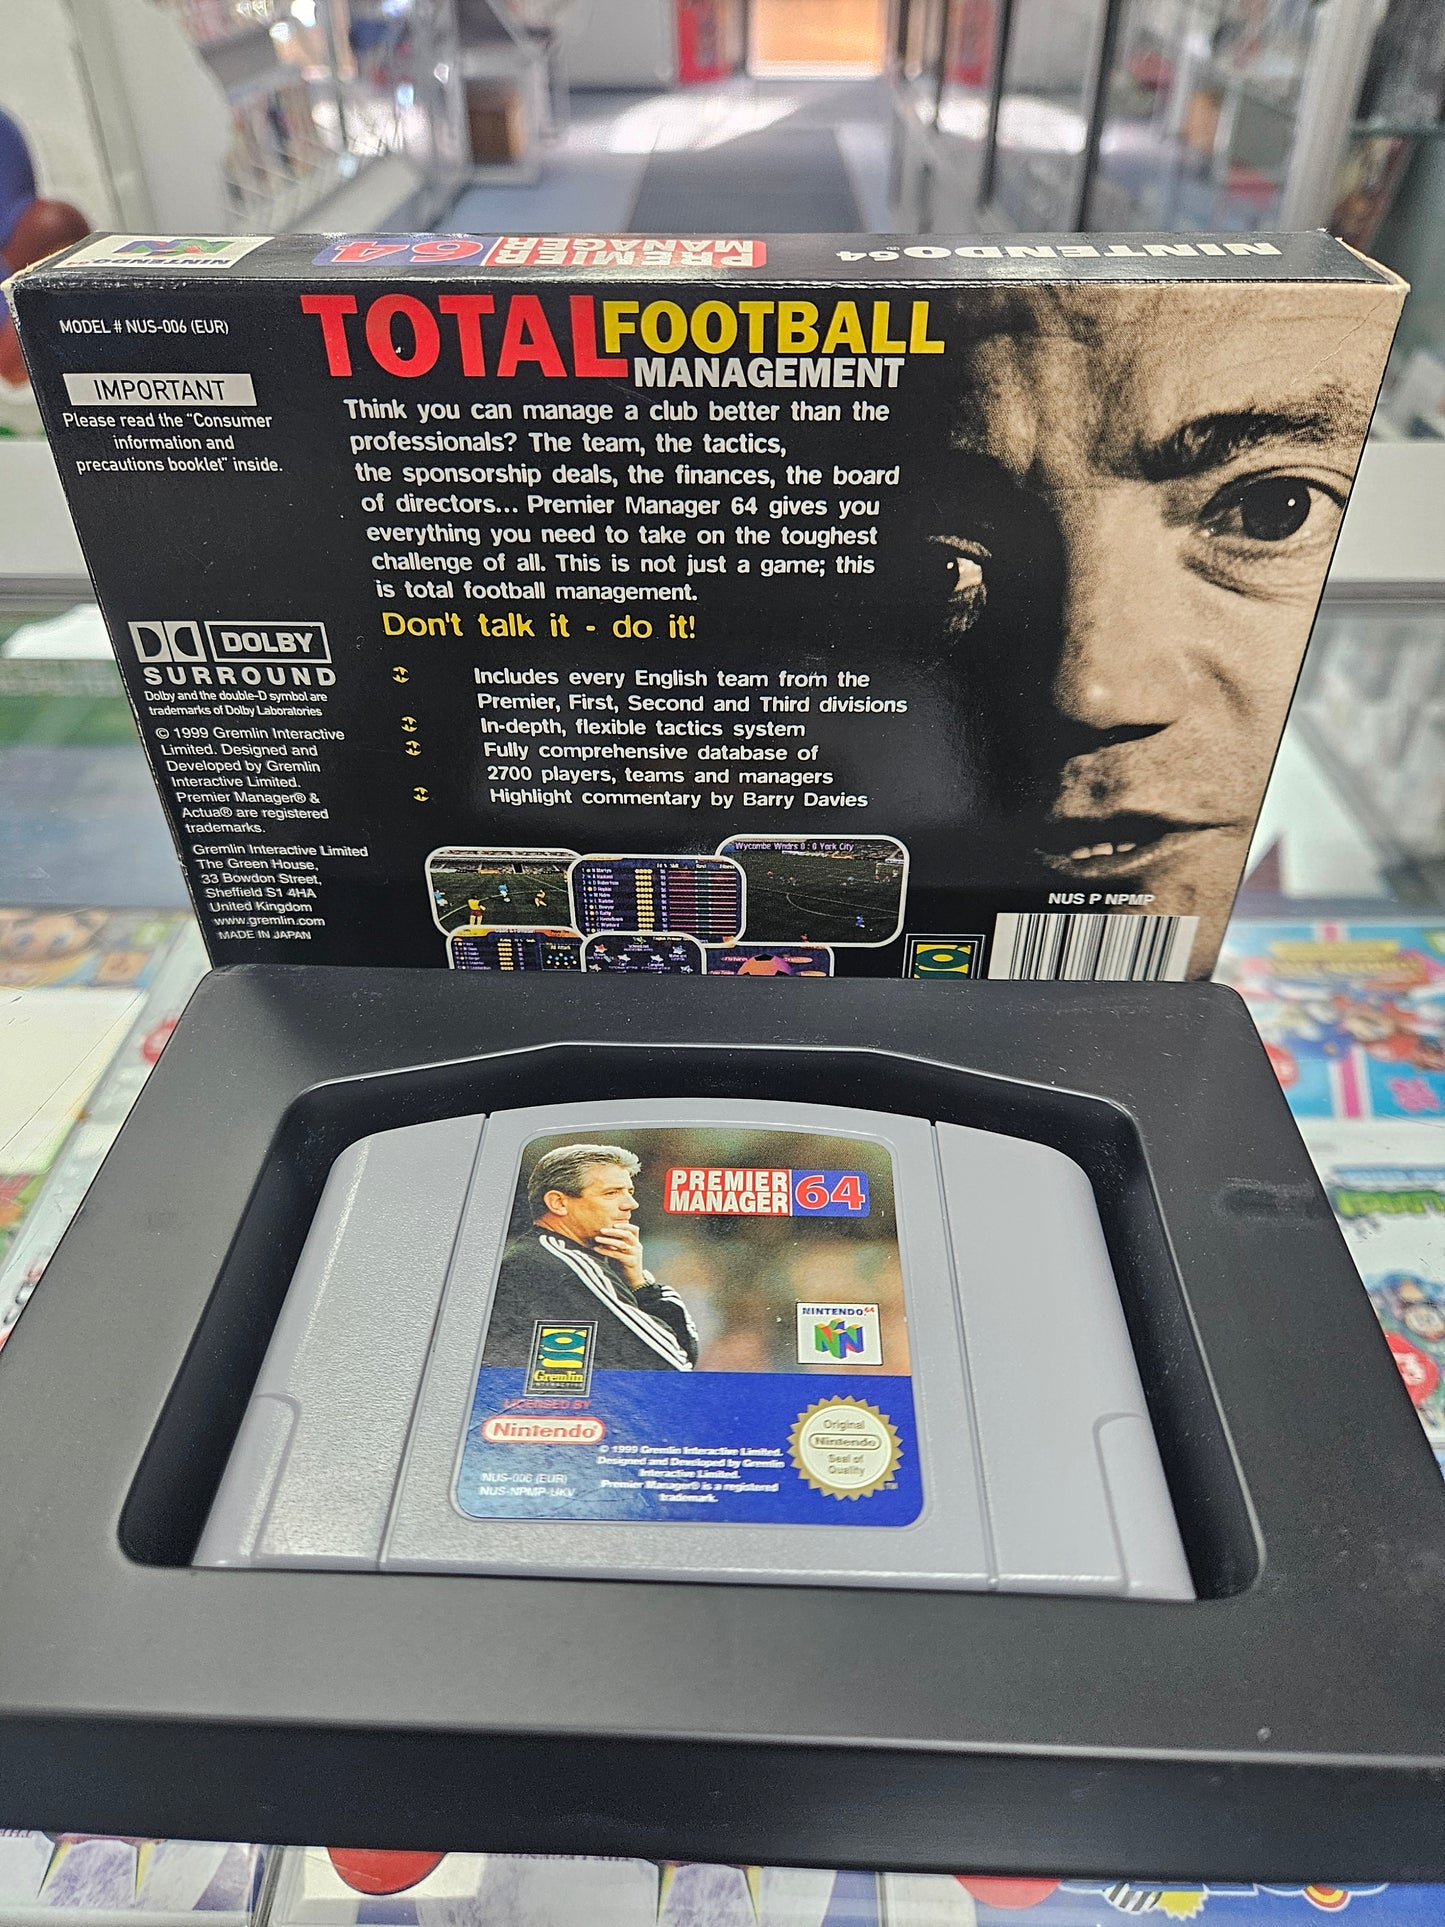 NINTENDO 64
PREMIER
MANAGER
64
NINTENDO
MODEL # NUS-006 (EUR)
IMPORTANT
Please read the "Consumer
information and
precautions booklet" inside.
TOTAL FOOTBALL
MANAGEMENT
Think you can manage a club better than the
professionals? The team, the tactics,
the sponsorship deals, the finances, the board
of directors... Premier Manager 64 gives you
everything you need to take on the toughest
challenge of all. This is not just a game; this
is total football management.
Don't talk it - do it!
Includes every English team from the
Premier, First, Second and Third divisions
In-depth, flexible tactics system
Fully comprehensive database of
2700 players, teams and managers
Highlight commentary by Barry Davies
DOLBY
SURROUND
Dolby and the double-D symbol are
trademarks of Dolby Laboratories
© 1999 Gremlin Interactive
Limited. Designed and
Developed by Gremlin
Interactive Limited.
Premier Manager® &
Actua® are registered
trademarks.
Gremlin Interactive Limited
The Green House,
33 Bowdon Street,
Sheffield S1 4HA
United Kingdom
www.gremlin.com
MADE IN JAPAN
Wycombe Wndrs 0 : 0 York City
NUS P NPMP
PREMIER
MANAGER 64
NINTENDO 64
Gremlin
INTERACTIVE
LICENSED BY
Nintendo®
NUS-006 (EUR)
NUS-NPMP-UKV
© 1999 Gremlin Interactive Limited.
Designed and Developed by Gremlin
Interactive Limited.
Premier Manager® is a registered
trademark.
Original
Nintendo
Seal of
Quality
TM